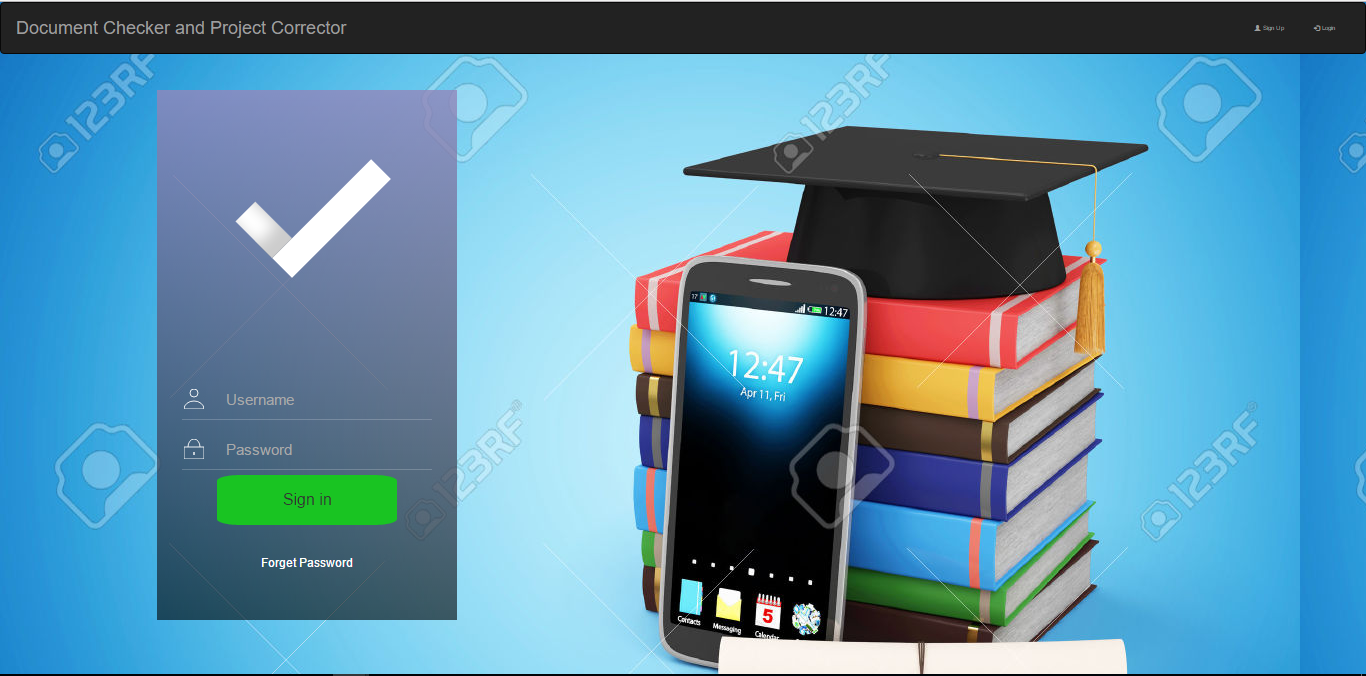 Document Checker and Project Corrector
Sign Up
Login
123RF
123RF
Username
Password
Sign in
Forget Password
17
12:47
12:47
Apr 11, Fri
5
Contacts
Messaging
Calendar
123RF
123RF